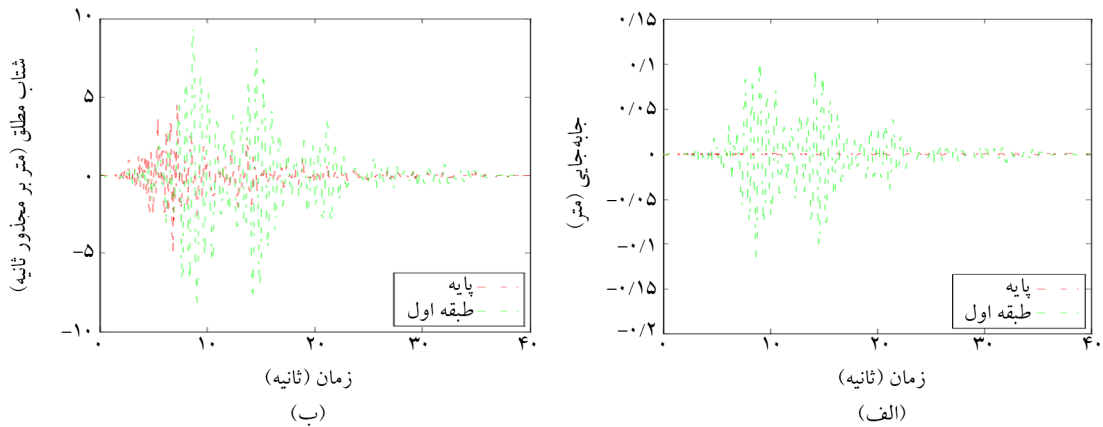 ۰/۱۵
۰/۱
۰/۰۵
۰
-۰/۰۵
-۰/۱
-۰/۱۵
-۰/۲
۰ ۱۰ ۲۰ ۳۰ ۴۰
جابه‌جایی (متر)
پایه
طبقه اول
زمان (ثانیه)
(الف)
۱۰
۵
۰
-۵
-۱۰
۰ ۱۰ ۲۰ ۳۰ ۴۰
شتاب مطلق (متر بر مجذور ثانیه)
پایه
طبقه اول
زمان (ثانیه)
(ب)